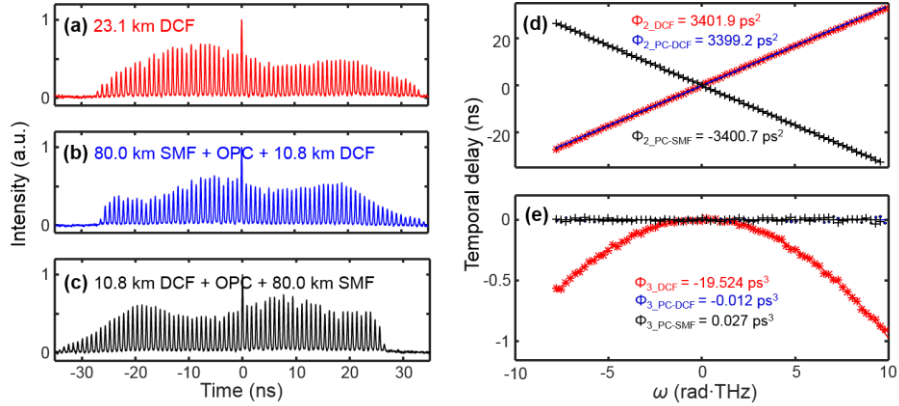 (a) 23.1 km DCF
1
0
(b) 80.0 km SMF + OPC + 10.8 km DCF
1
0
(c) 10.8 km DCF + OPC + 80.0 km SMF
1
0
-30 -20 -10 0 10 20 30
Time (ns)
Intensity (a.u.)
(d)
Φ2_DCF = 3401.9 ps²
Φ2_PC-DCF = 3399.2 ps²
Φ2_PC-SMF = -3400.7 ps²
20
0
-20
(e)
Φ3_DCF = -19.524 ps³
Φ3_PC-DCF = -0.012 ps³
Φ3_PC-SMF = 0.027 ps³
0
-0.5
-1
-10 -5 0 5 10
ω (rad·THz)
Temporal delay (ns)